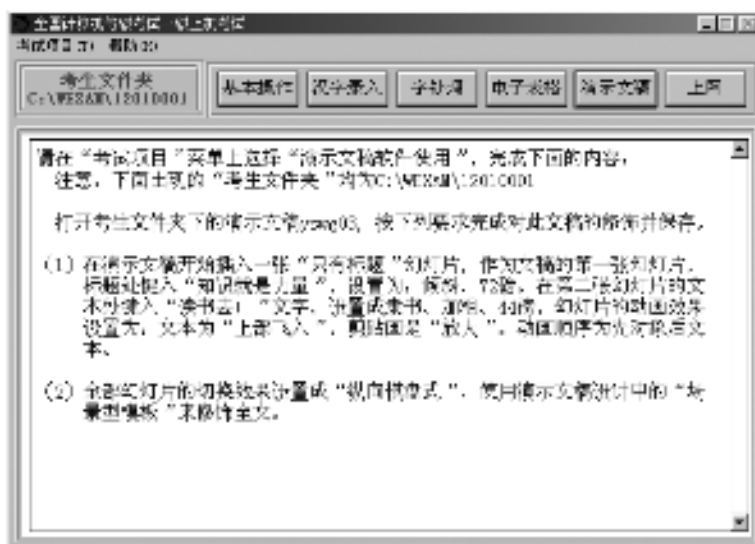 全国计算机等级考试一级上机考试
考试项目(T) 帮助(H)
考生文件夹
C:\WEXAM\12010001
基本操作 汉字录入 字处理 电子表格 演示文稿 上网
请在“考试项目”菜单上选择“演示文稿软件使用”，完成下面的内容：
注意，下面出现的“考生文件夹”均为C:\WEXAM\12010001
打开考生文件夹下的演示文稿yswg03，按下列要求完成对此文稿的修饰并保存。
(1) 在演示文稿开始插入一张“只有标题”幻灯片，作为文稿的第一张幻灯片，
标题处键入“知识就是力量”，设置为：倾斜、72磅。在第二张幻灯片的文
本处键入“读书去！”文字，设置成隶书、加粗、44磅，幻灯片的动画效果
设置为：文本为“上部飞入”，剪贴画是“放大”。动画顺序为先对象后文
本。
(2) 全部幻灯片的切换效果设置成“纵向棋盘式”，使用演示文稿设计中的“场
景型模板”来修饰全文。